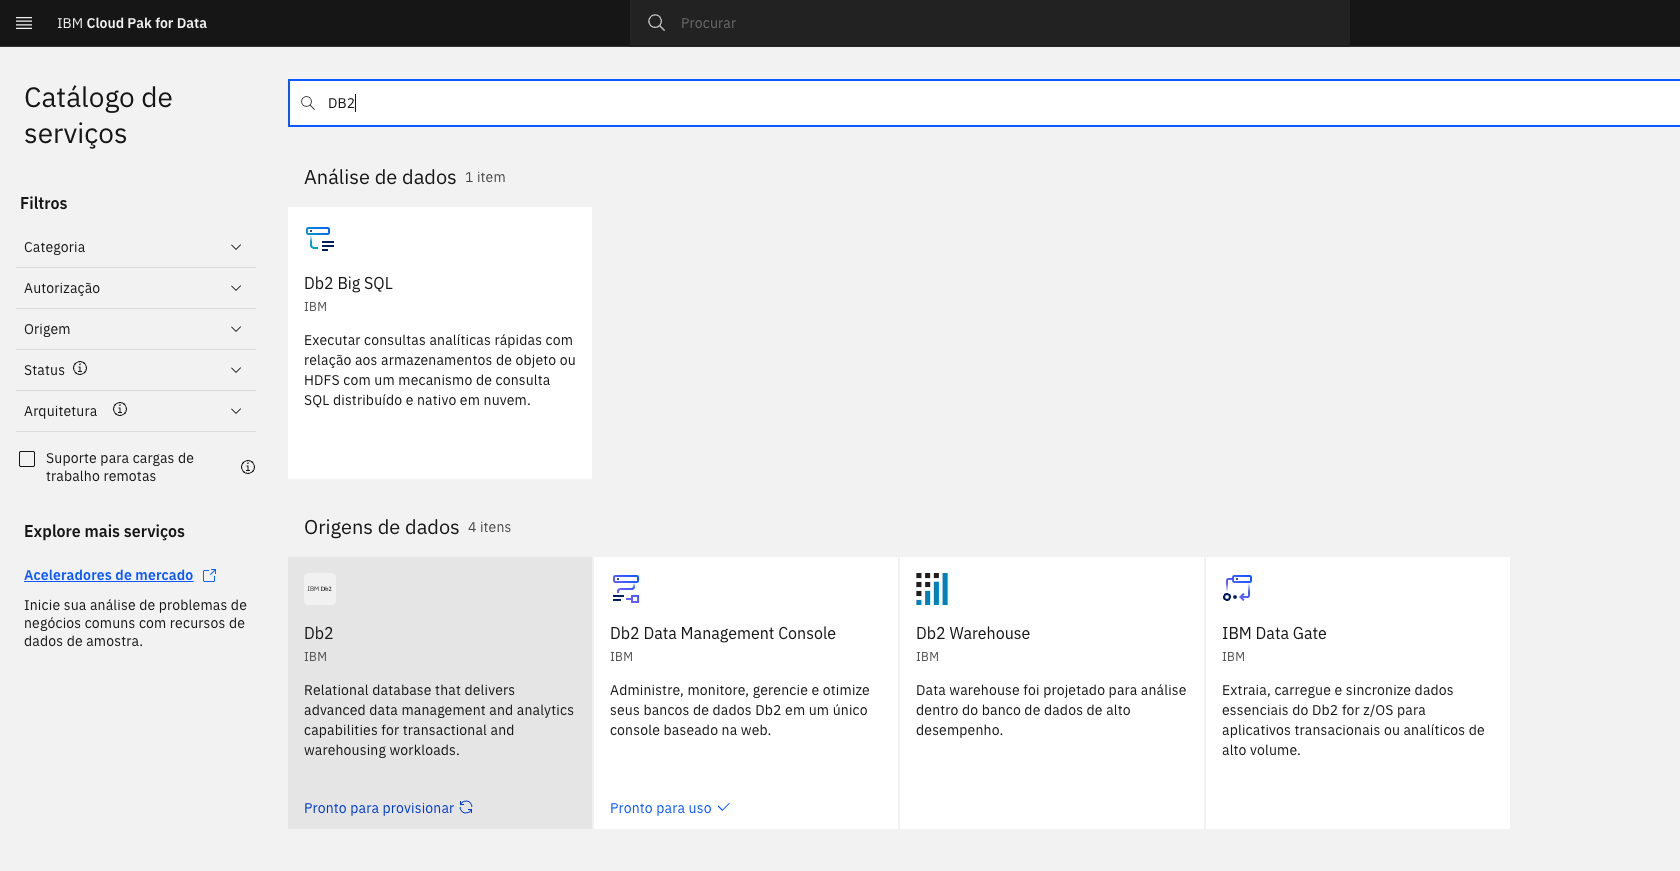 IBM Cloud Pak for Data
Procurar
Catálogo de
serviços
DB2
Filtros
Categoria
Autorização
Origem
Status
Arquitetura
Suporte para cargas de
trabalho remotas
Explore mais serviços
Aceleradores de mercado
Inicie sua análise de problemas de
negócios comuns com recursos de
dados de amostra.
Análise de dados 1 item
Db2 Big SQL
IBM
Executar consultas analíticas rápidas com
relação aos armazenamentos de objeto ou
HDFS com um mecanismo de consulta
SQL distribuído e nativo em nuvem.
Origens de dados 4 itens
IBM Db2
Db2
IBM
Relational database that delivers
advanced data management and analytics
capabilities for transactional and
warehousing workloads.
Pronto para provisionar
Db2 Data Management Console
IBM
Administre, monitore, gerencie e otimize
seus bancos de dados Db2 em um único
console baseado na web.
Pronto para uso
Db2 Warehouse
IBM
Data warehouse foi projetado para análise
dentro do banco de dados de alto
desempenho.
IBM Data Gate
IBM
Extraia, carregue e sincronize dados
essenciais do Db2 for z/OS para
aplicativos transacionais ou analíticos de
alto volume.